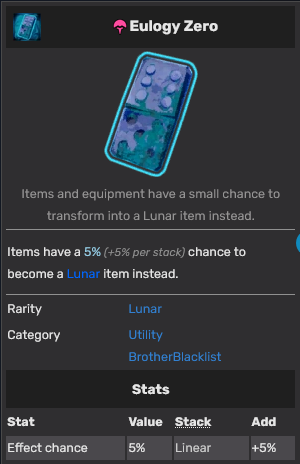 Eulogy Zero
Items and equipment have a small chance to
transform into a Lunar item instead.
Items have a 5% (+5% per stack) chance to
become a Lunar item instead.
Rarity Lunar
Category Utility
BrotherBlacklist
Stats
Stat Value Stack Add
Effect chance 5% Linear +5%